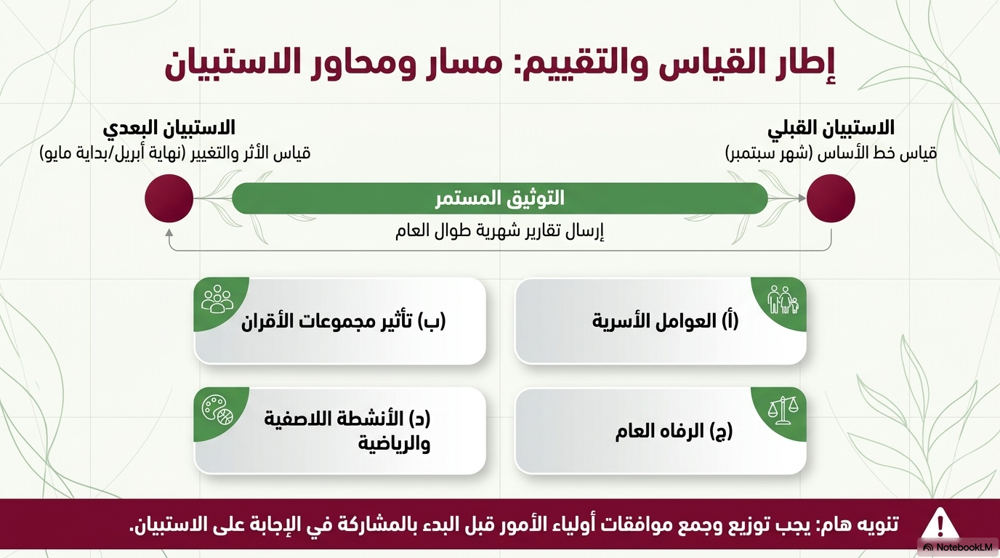 إطار القياس والتقييم: مسار ومحاور الاستبيان
الاستبيان القبلي
قياس خط الأساس (شهر سبتمبر)
الاستبيان البعدي
قياس الأثر والتغيير (نهاية أبريل/بداية مايو)
التوثيق المستمر
إرسال تقارير شهرية طوال العام
(أ) العوامل الأسرية
(ب) تأثير مجموعات الأقران
(ج) الرفاه العام
(د) الأنشطة اللاصفية
والرياضية
تنويه هام: يجب توزيع وجمع موافقات أولياء الأمور قبل البدء بالمشاركة في الإجابة على الاستبيان.
NotebookLM